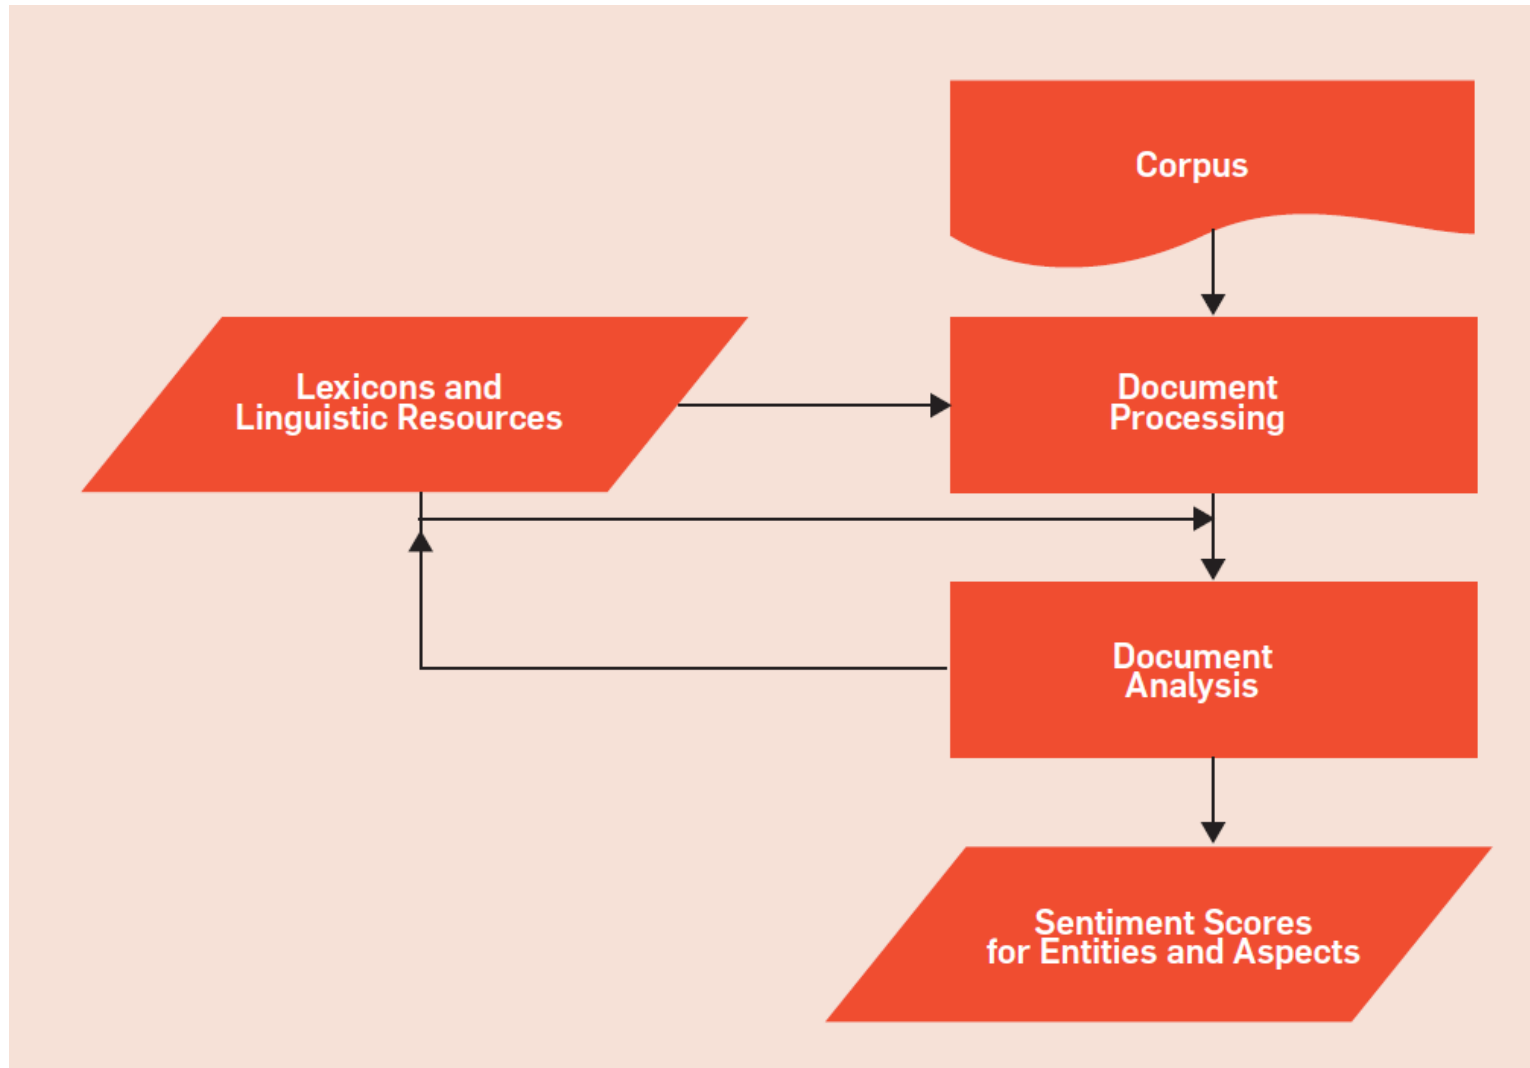 Corpus
Lexicons and
Linguistic Resources
Document
Processing
Document
Analysis
Sentiment Scores
for Entities and Aspects